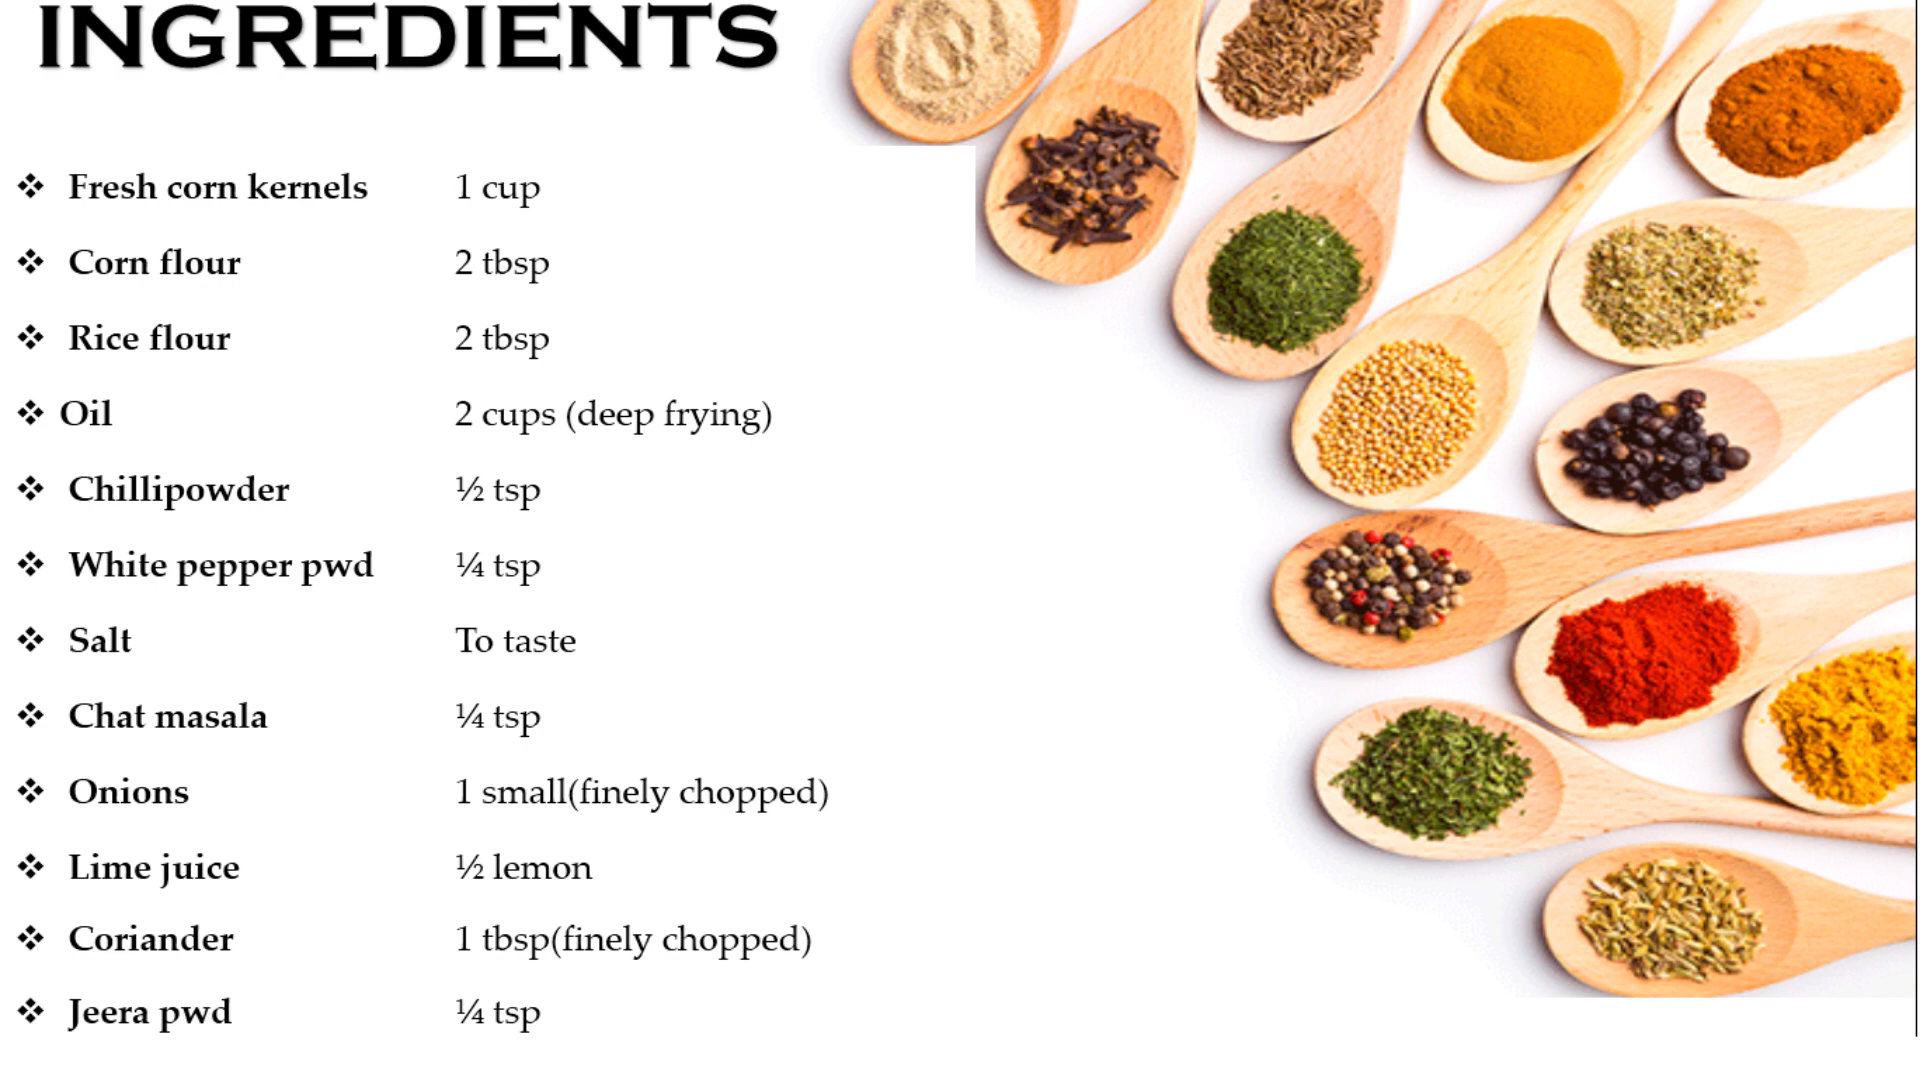 INGREDIENTS
❖ Fresh corn kernels 1 cup
❖ Corn flour 2 tbsp
❖ Rice flour 2 tbsp
❖ Oil 2 cups (deep frying)
❖ Chillipowder ½ tsp
❖ White pepper pwd ¼ tsp
❖ Salt To taste
❖ Chat masala ¼ tsp
❖ Onions 1 small(finely chopped)
❖ Lime juice ½ lemon
❖ Coriander 1 tbsp(finely chopped)
❖ Jeera pwd ¼ tsp